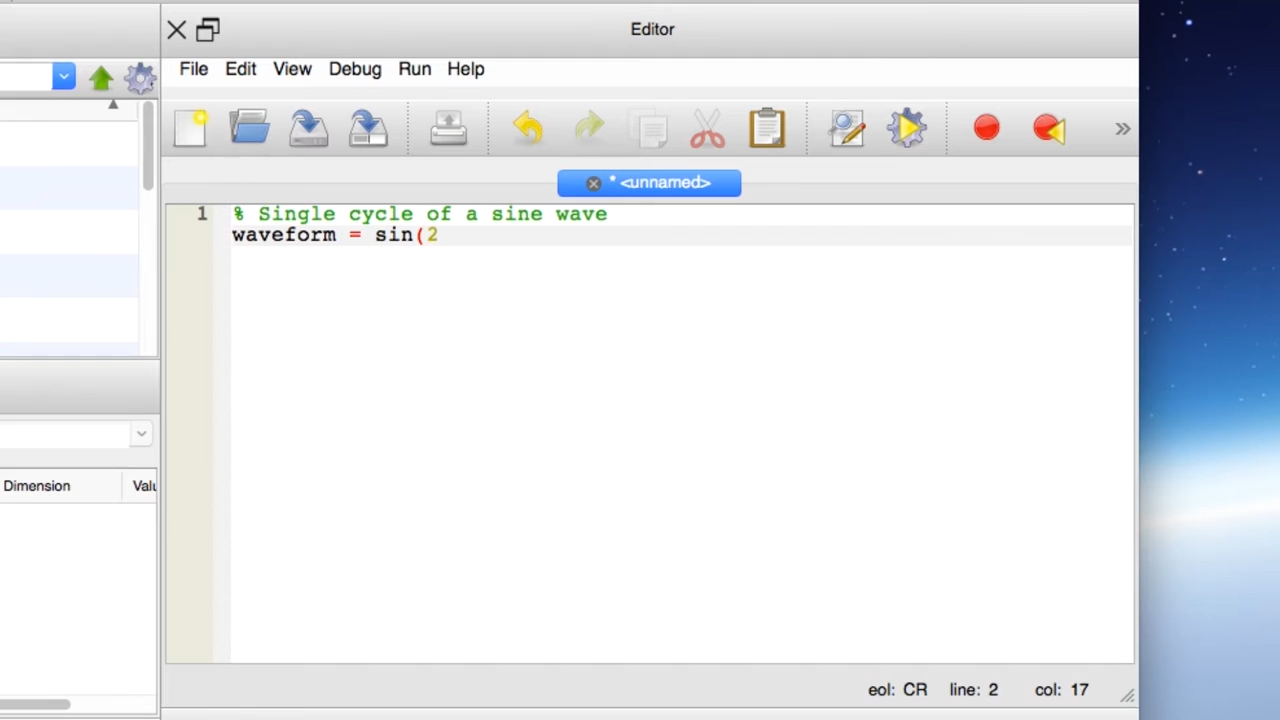 Editor
File Edit View Debug Run Help
»
* <unnamed>
1 % Single cycle of a sine wave
waveform = sin(2
Dimension
eol: CR line: 2 col: 17